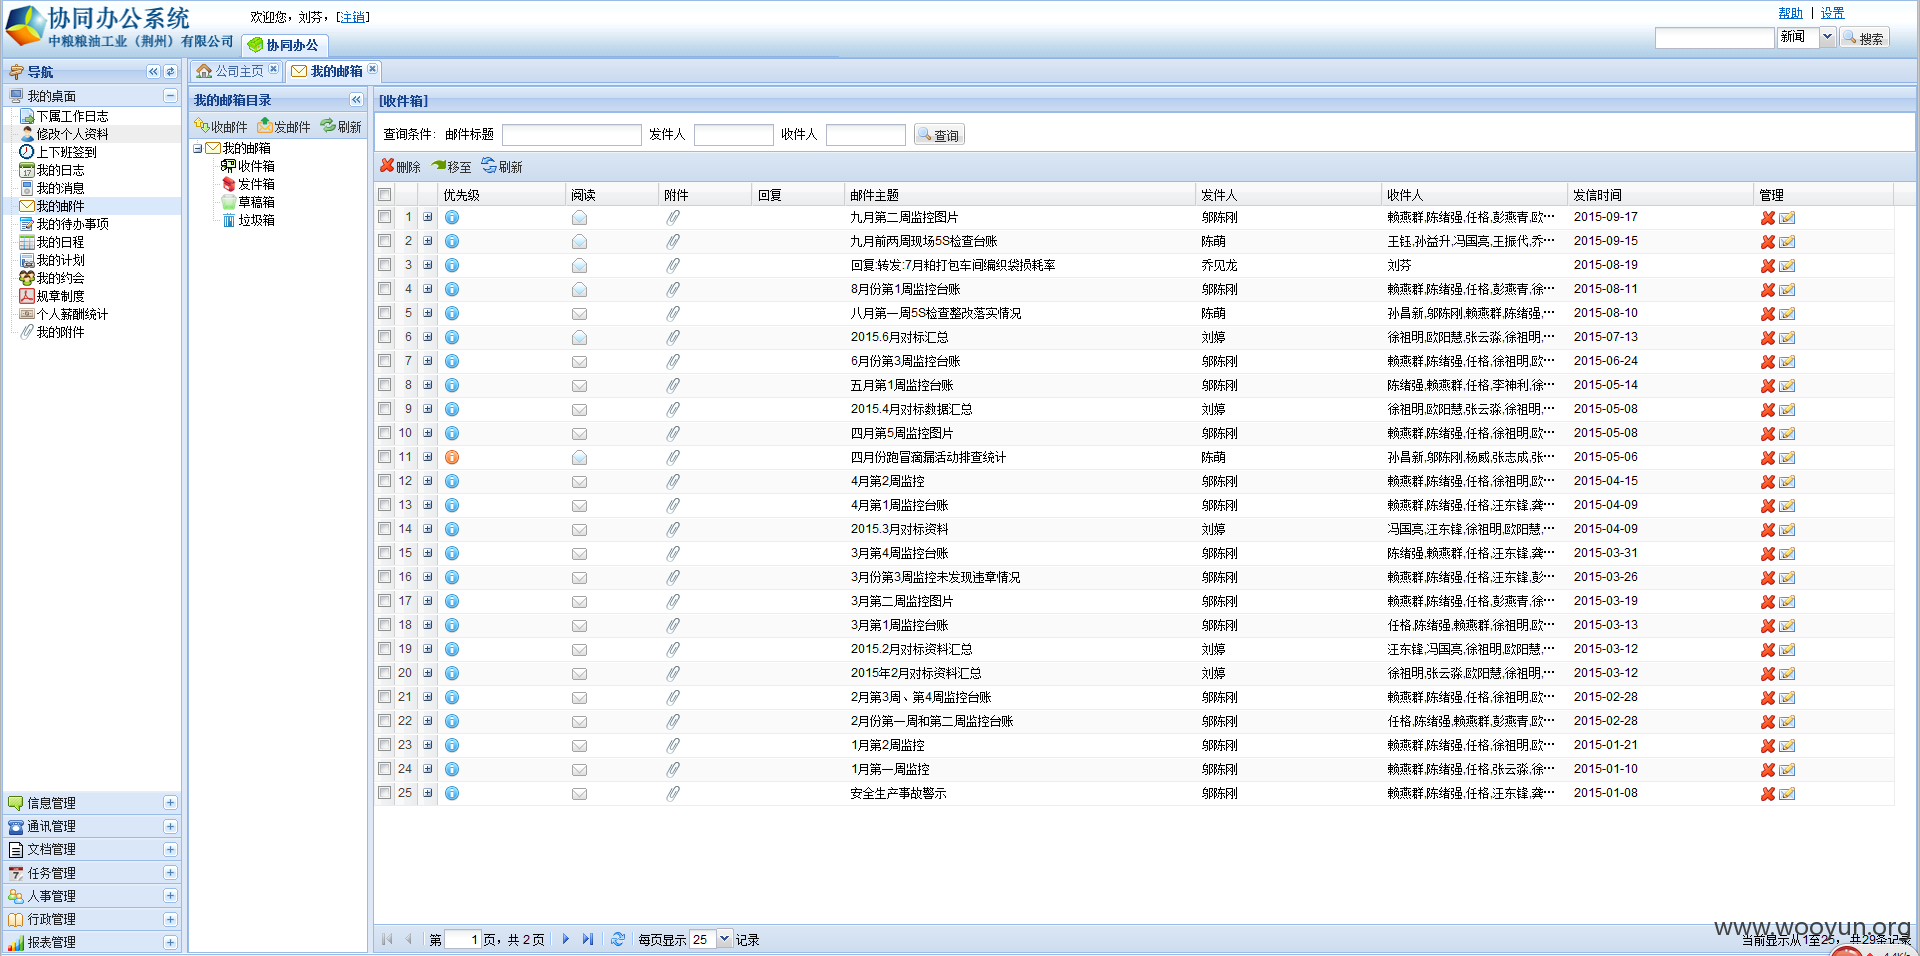 协同办公系统
中粮粮油工业（荆州）有限公司
欢迎您，刘芬，[注销]
协同办公
帮助 | 设置
新闻 搜索
导航
公司主页 我的邮箱
我的桌面
下属工作日志
修改个人资料
上下班签到
我的日志
我的消息
我的邮件
我的待办事项
我的日程
我的计划
我的约会
规章制度
个人薪酬统计
我的附件
信息管理
通讯管理
文档管理
任务管理
人事管理
行政管理
报表管理
我的邮箱目录
收邮件 发邮件 刷新
我的邮箱
收件箱
发件箱
草稿箱
垃圾箱
[收件箱]
查询条件: 邮件标题 发件人 收件人 查询
删除 移至 刷新
优先级 阅读 附件 回复 邮件主题 发件人 收件人 发信时间 管理
1 九月第二周监控图片 邬陈刚 赖燕群,陈绪强,任格,彭燕青,欧… 2015-09-17
2 九月前两周现场5S检查台账 陈萌 王钰,孙益升,冯国亮,王振代,乔… 2015-09-15
3 回复:转发:7月粕打包车间编织袋损耗率 乔见龙 刘芬 2015-08-19
4 8月份第1周监控台账 邬陈刚 赖燕群,陈绪强,任格,彭燕青,徐… 2015-08-11
5 八月第一周5S检查整改落实情况 陈萌 孙昌新,邬陈刚,赖燕群,陈绪强,… 2015-08-10
6 2015.6月对标汇总 刘婷 徐祖明,欧阳慧,张云淼,徐祖明,… 2015-07-13
7 6月份第3周监控台账 邬陈刚 赖燕群,陈绪强,任格,徐祖明,欧… 2015-06-24
8 五月第1周监控台账 邬陈刚 陈绪强,赖燕群,任格,李神利,徐… 2015-05-14
9 2015.4月对标数据汇总 刘婷 徐祖明,欧阳慧,张云淼,徐祖明,… 2015-05-08
10 四月第5周监控图片 邬陈刚 赖燕群,陈绪强,任格,徐祖明,欧… 2015-05-08
11 四月份跑冒滴漏活动排查统计 陈萌 孙昌新,邬陈刚,杨威,张志成,张… 2015-05-06
12 4月第2周监控 邬陈刚 赖燕群,陈绪强,任格,徐祖明,欧… 2015-04-15
13 4月第1周监控台账 邬陈刚 赖燕群,陈绪强,任格,汪东锋,龚… 2015-04-09
14 2015.3月对标资料 刘婷 冯国亮,汪东锋,徐祖明,欧阳慧,… 2015-04-09
15 3月第4周监控台账 邬陈刚 陈绪强,赖燕群,任格,汪东锋,龚… 2015-03-31
16 3月份第3周监控未发现违章情况 邬陈刚 赖燕群,陈绪强,任格,汪东锋,彭… 2015-03-26
17 3月第二周监控图片 邬陈刚 赖燕群,陈绪强,任格,彭燕青,徐… 2015-03-19
18 3月第1周监控台账 邬陈刚 任格,陈绪强,赖燕群,徐祖明,欧… 2015-03-13
19 2015.2月对标资料汇总 刘婷 汪东锋,冯国亮,徐祖明,欧阳慧,… 2015-03-12
20 2015年2月对标资料汇总 刘婷 徐祖明,张云淼,欧阳慧,徐祖明,… 2015-03-12
21 2月第3周、第4周监控台账 邬陈刚 赖燕群,陈绪强,任格,徐祖明,欧… 2015-02-28
22 2月份第一周和第二周监控台账 邬陈刚 任格,陈绪强,赖燕群,彭燕青,欧… 2015-02-28
23 1月第2周监控 邬陈刚 赖燕群,陈绪强,任格,徐祖明,欧… 2015-01-21
24 1月第一周监控 邬陈刚 赖燕群,陈绪强,任格,张云淼,徐… 2015-01-10
25 安全生产事故警示 邬陈刚 赖燕群,陈绪强,任格,汪东锋,龚… 2015-01-08
第 1 页，共 2 页 每页显示 25 记录
当前显示从1至25，共29条记录
www.wooyun.org